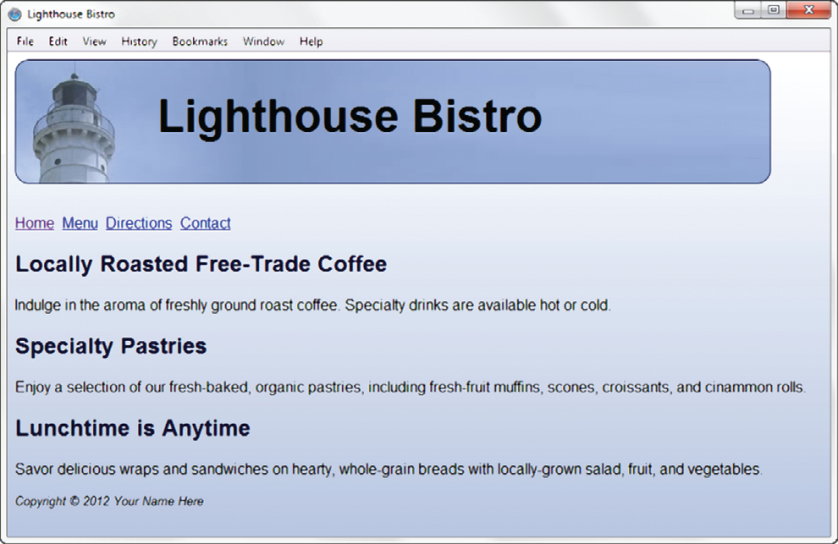 Lighthouse Bistro
File Edit View History Bookmarks Window Help
Lighthouse Bistro
Home Menu Directions Contact
Locally Roasted Free-Trade Coffee
Indulge in the aroma of freshly ground roast coffee. Specialty drinks are available hot or cold.
Specialty Pastries
Enjoy a selection of our fresh-baked, organic pastries, including fresh-fruit muffins, scones, croissants, and cinammon rolls.
Lunchtime is Anytime
Savor delicious wraps and sandwiches on hearty, whole-grain breads with locally-grown salad, fruit, and vegetables.
Copyright © 2012 Your Name Here